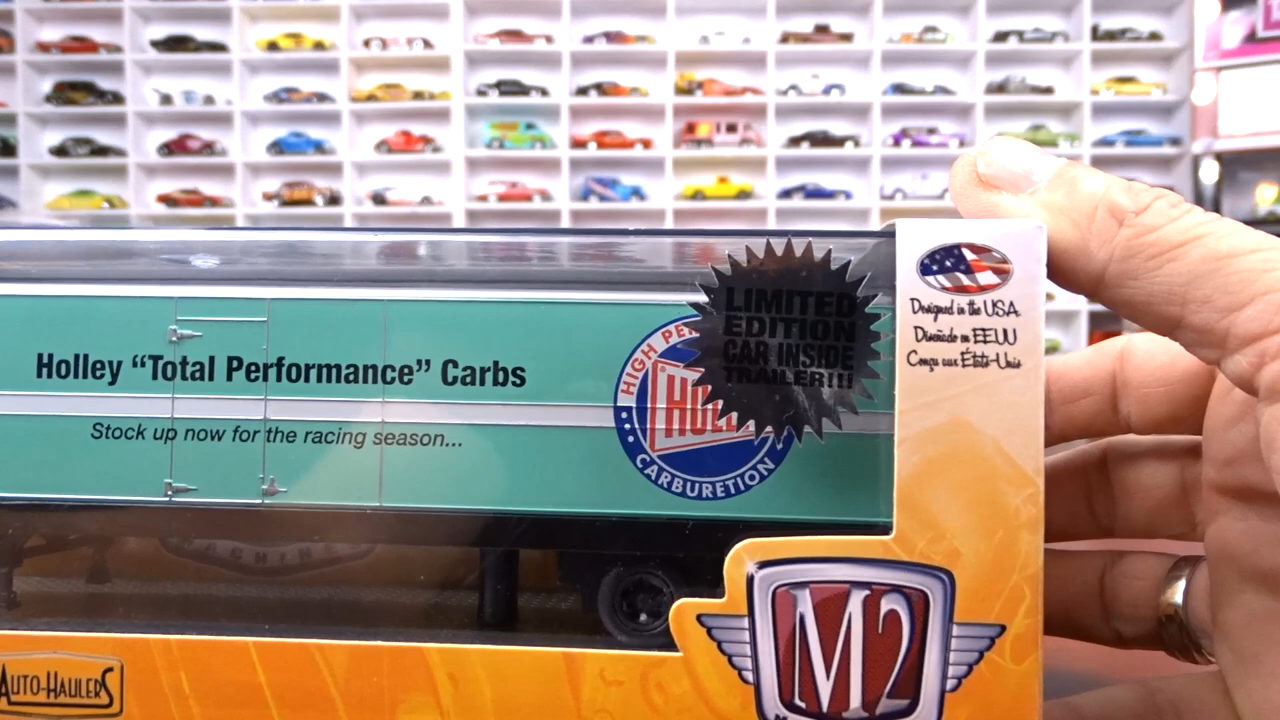 Holley “Total Performance” Carbs
Stock up now for the racing season...
HIGH
CARBURETION
LIMITED
EDITION
CAR INSIDE
TRAILER!!!
Designed in the USA.
Diseñado en EEUU
Conçu aux États-Unis
AUTO-HAULERS
M2